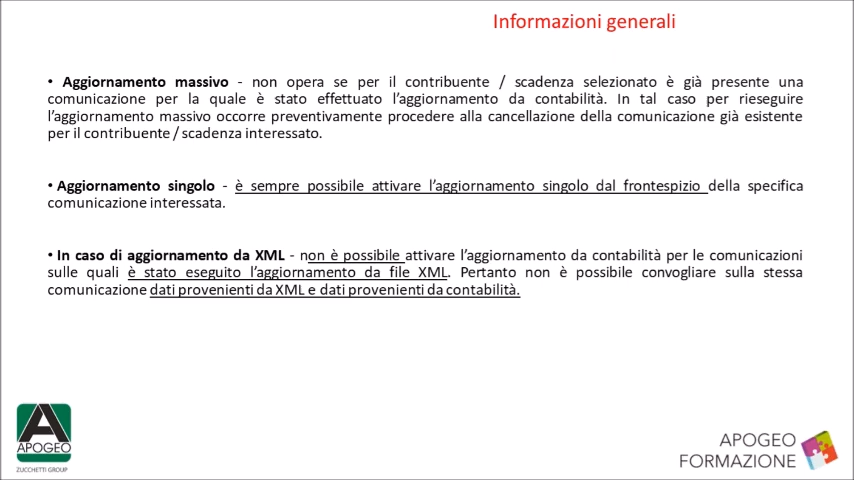 Informazioni generali
• Aggiornamento massivo - non opera se per il contribuente / scadenza selezionato è già presente una
comunicazione per la quale è stato effettuato l'aggiornamento da contabilità. In tal caso per rieseguire
l'aggiornamento massivo occorre preventivamente procedere alla cancellazione della comunicazione già esistente
per il contribuente / scadenza interessato.
• Aggiornamento singolo - è sempre possibile attivare l'aggiornamento singolo dal frontespizio della specifica
comunicazione interessata.
• In caso di aggiornamento da XML - non è possibile attivare l'aggiornamento da contabilità per le comunicazioni
sulle quali è stato eseguito l'aggiornamento da file XML. Pertanto non è possibile convogliare sulla stessa
comunicazione dati provenienti da XML e dati provenienti da contabilità.
A
APOGEO
ZUCCHETTI GROUP
APOGEO
FORMAZIONE